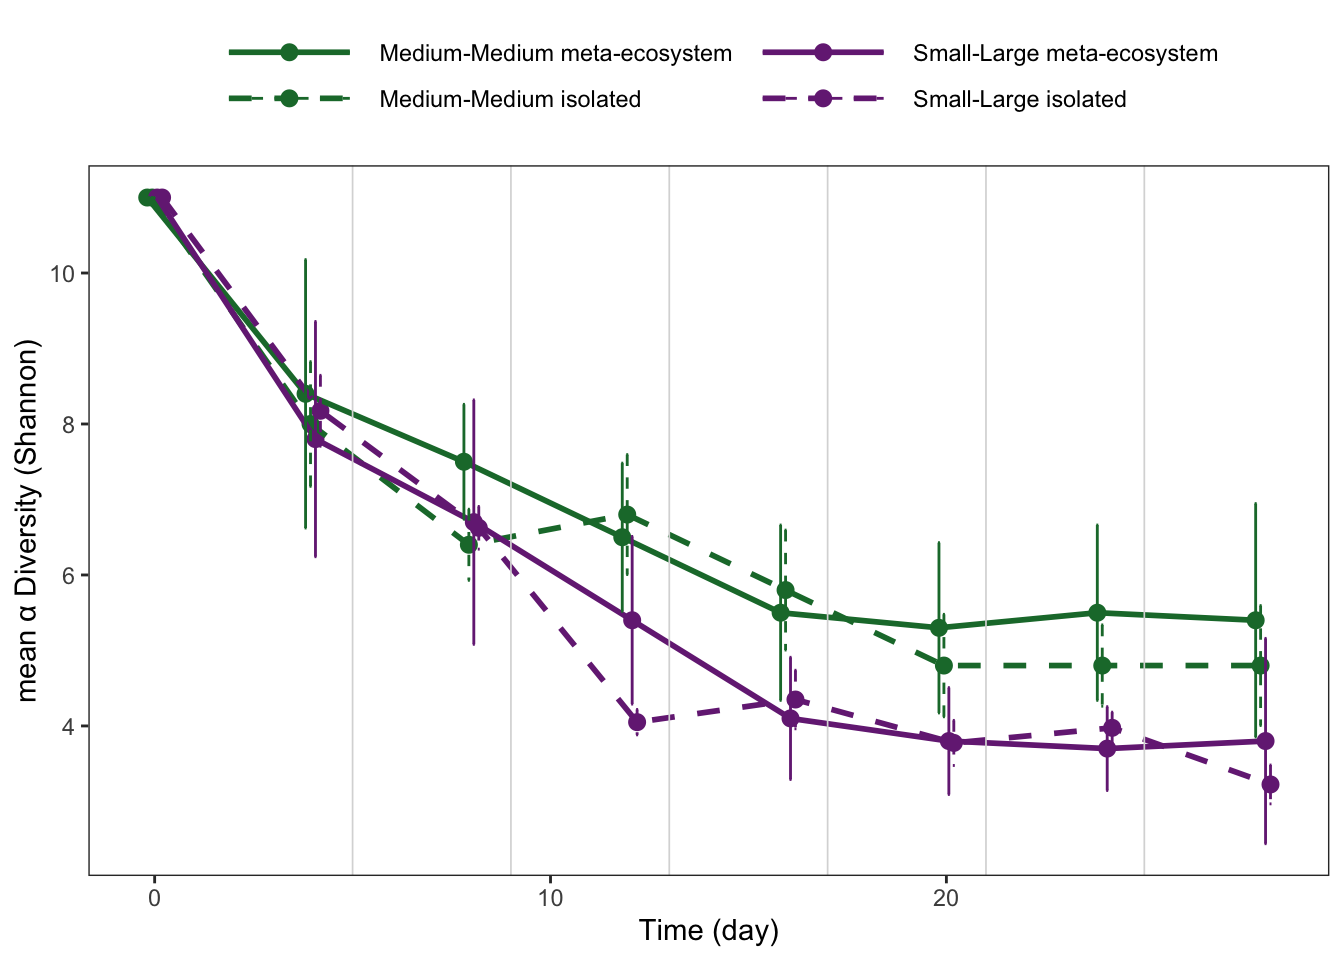 Medium-Medium meta-ecosystem
Small-Large meta-ecosystem
Medium-Medium isolated
Small-Large isolated
mean α Diversity (Shannon)
10
8
6
4
0
10
20
Time (day)